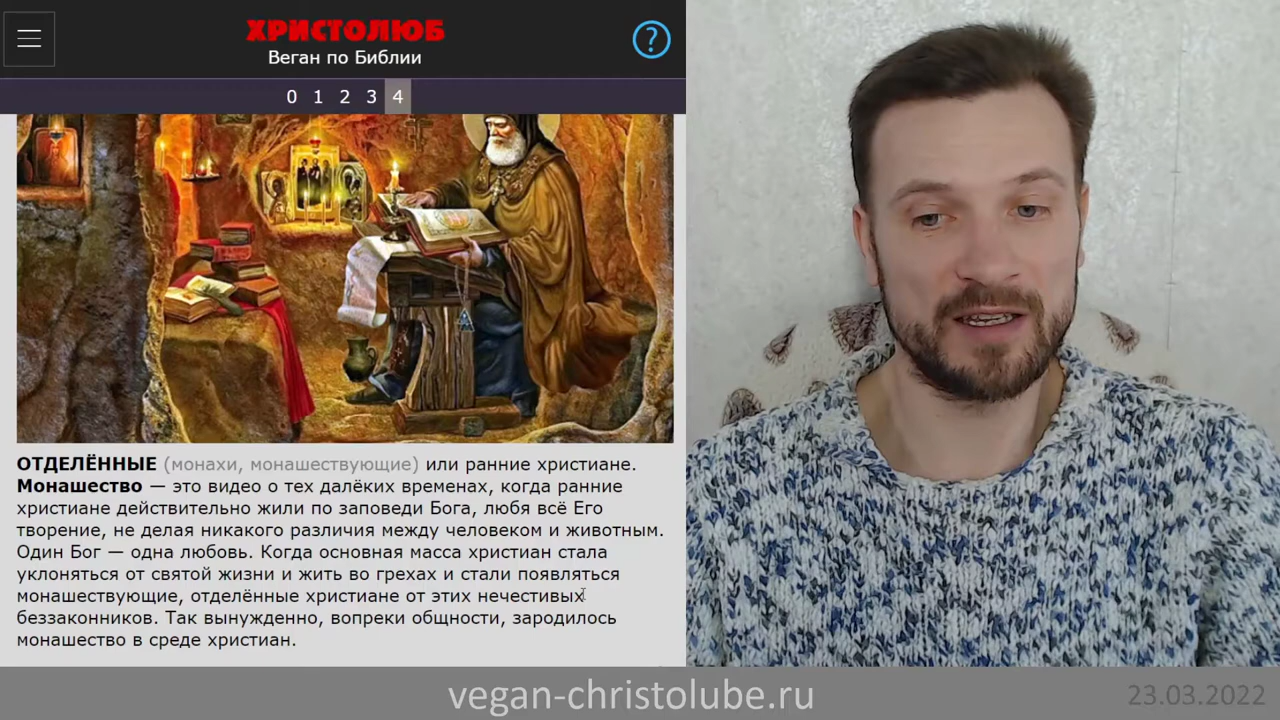 ХРИСТОЛЮБ
Веган по Библии
?
0 1 2 3 4
ОТДЕЛЁННЫЕ (монахи, монашествующие) или ранние христиане.
Монашество — это видео о тех далёких временах, когда ранние
христиане действительно жили по заповеди Бога, любя всё Его
творение, не делая никакого различия между человеком и животным.
Один Бог — одна любовь. Когда основная масса христиан стала
уклоняться от святой жизни и жить во грехах и стали появляться
монашествующие, отделённые христиане от этих нечестивых
беззаконников. Так вынужденно, вопреки общности, зародилось
монашество в среде христиан.
vegan-christolube.ru
23.03.2022